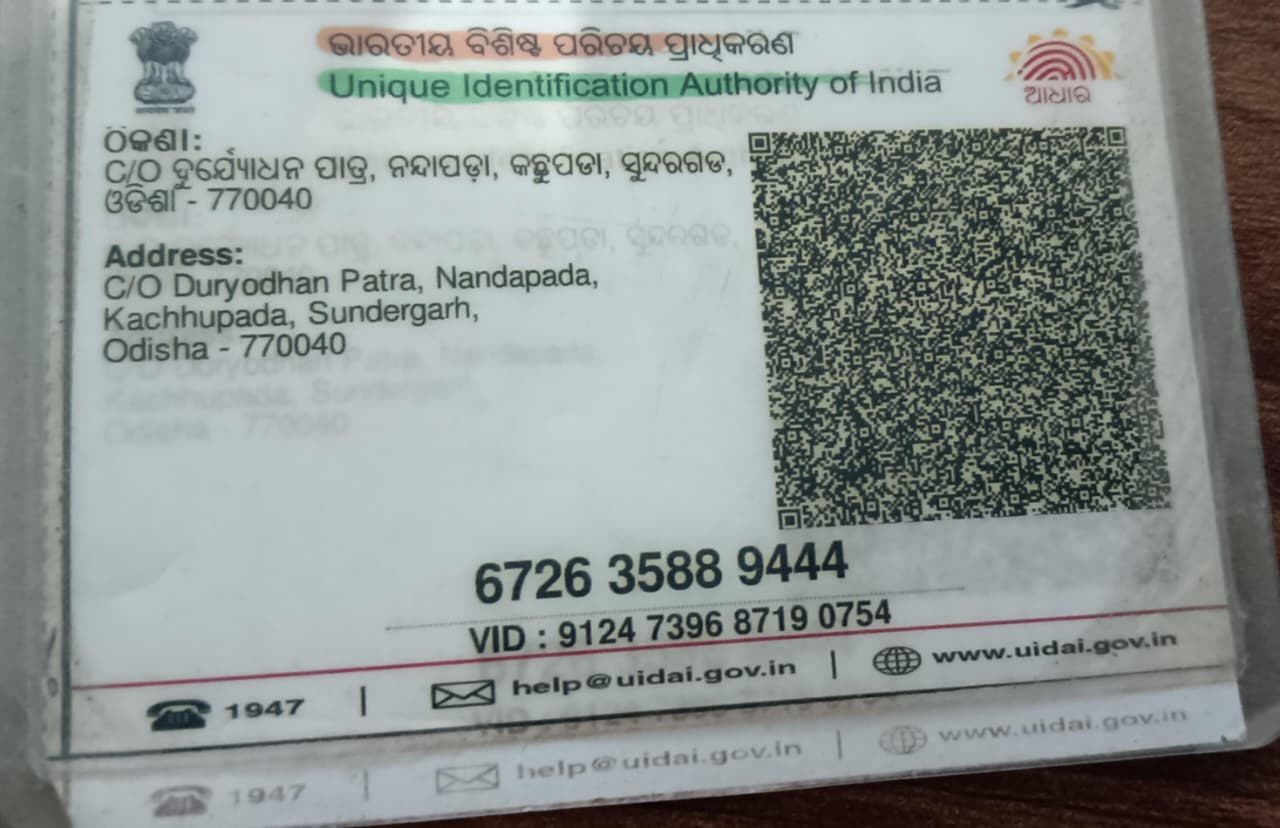 ଭାରତୀୟ ବିଶିଷ୍ଟ ପରିଚୟ ପ୍ରାଧିକରଣ
Unique Identification Authority of India
ଆଧାର
ଠିକଣା:
C/O ଦୁର୍ଯ୍ୟୋଧନ ପାତ୍ର, ନନ୍ଦାପଡ଼ା, କଛୁପଡା, ସୁନ୍ଦରଗଡ,
ଓଡିଶା - 770040
Address:
C/O Duryodhan Patra, Nandapada,
Kachhupada, Sundergarh,
Odisha - 770040
6726 3588 9444
VID : 9124 7396 8719 0754
1947 | help@uidai.gov.in | www.uidai.gov.in
1947 | help@uidai.gov.in | www.uidai.gov.in